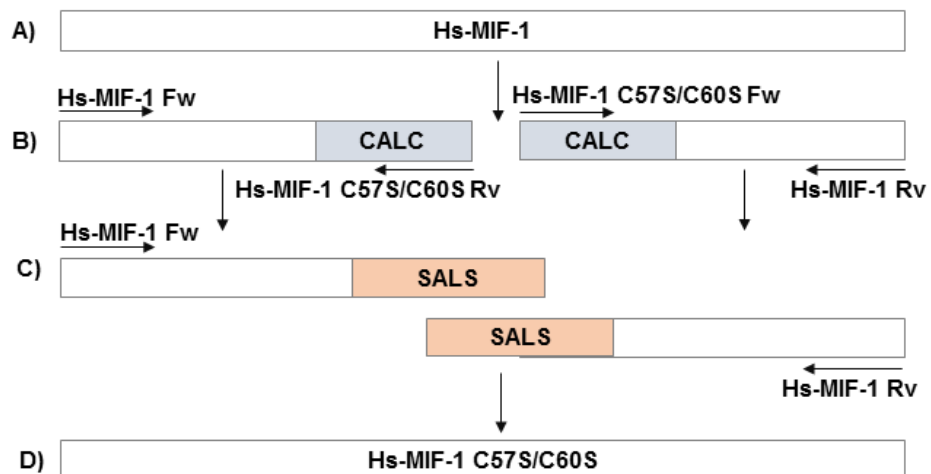 A) Hs-MIF-1
Hs-MIF-1 Fw Hs-MIF-1 C57S/C60S Fw
B) CALC CALC
Hs-MIF-1 C57S/C60S Rv Hs-MIF-1 Rv
Hs-MIF-1 Fw
C) SALS
SALS
Hs-MIF-1 Rv
D) Hs-MIF-1 C57S/C60S